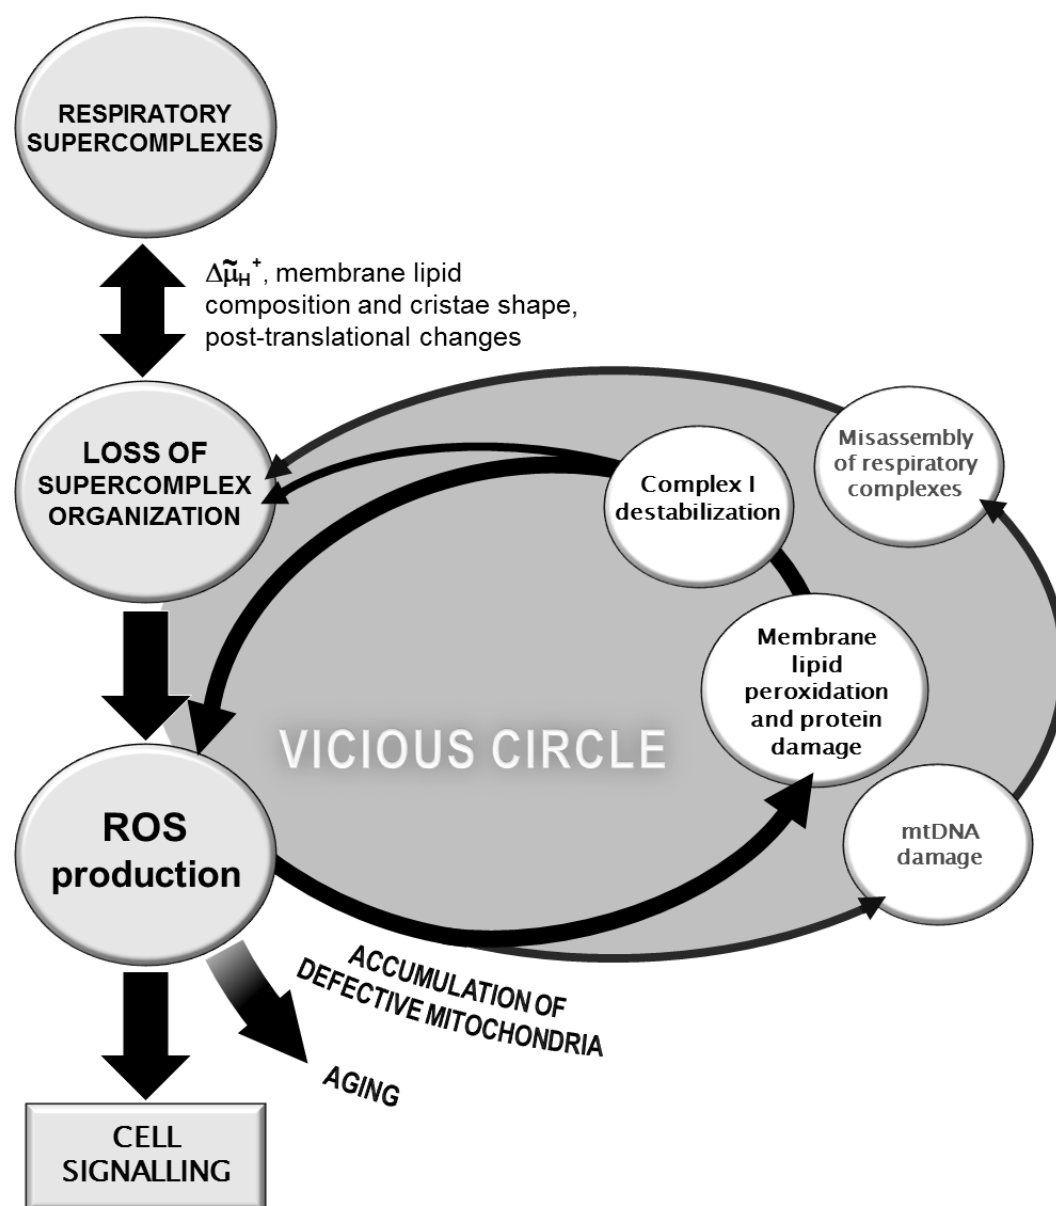 RESPIRATORY
SUPERCOMPLEXES
Δμ̃H⁺, membrane lipid
composition and cristae shape,
post-translational changes
LOSS OF
SUPERCOMPLEX
ORGANIZATION
Complex I
destabilization
Misassembly
of respiratory
complexes
Membrane
lipid
peroxidation
and protein
damage
VICIOUS CIRCLE
ROS
production
mtDNA
damage
ACCUMULATION OF
DEFECTIVE MITOCHONDRIA
AGING
CELL
SIGNALLING